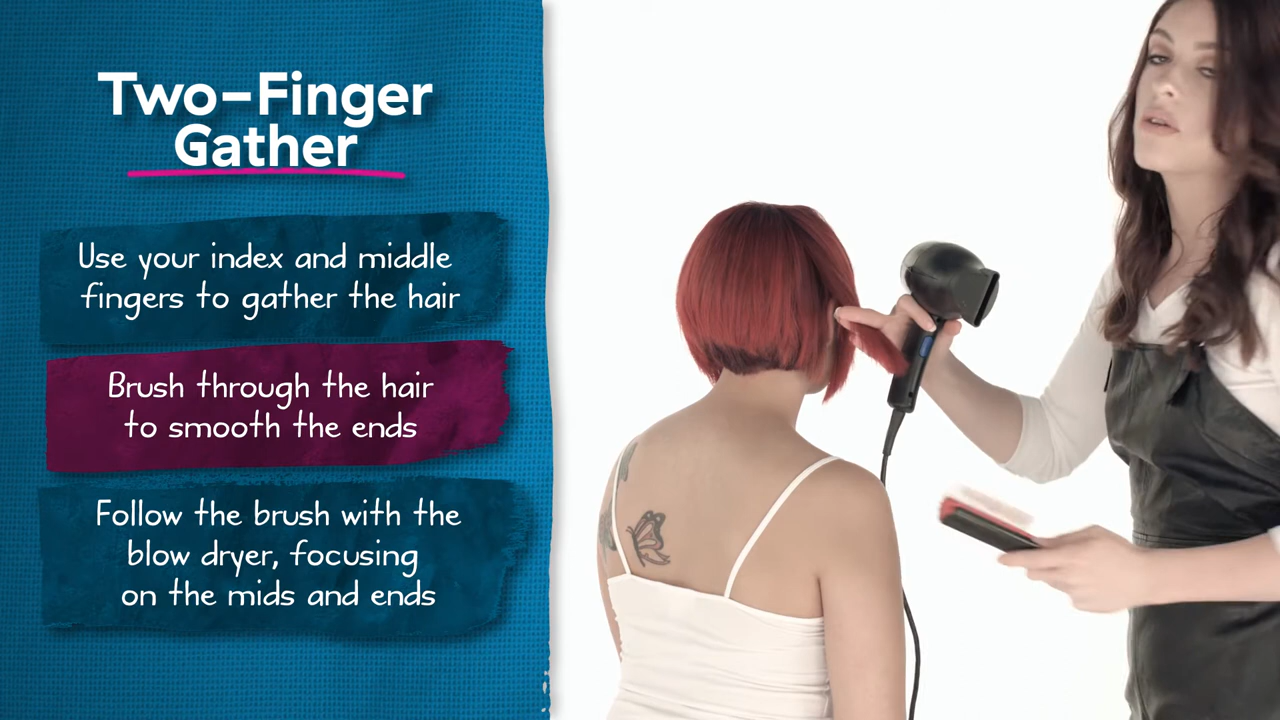 Two-Finger
Gather
Use your index and middle
fingers to gather the hair
Brush through the hair
to smooth the ends
Follow the brush with the
blow dryer, focusing
on the mids and ends